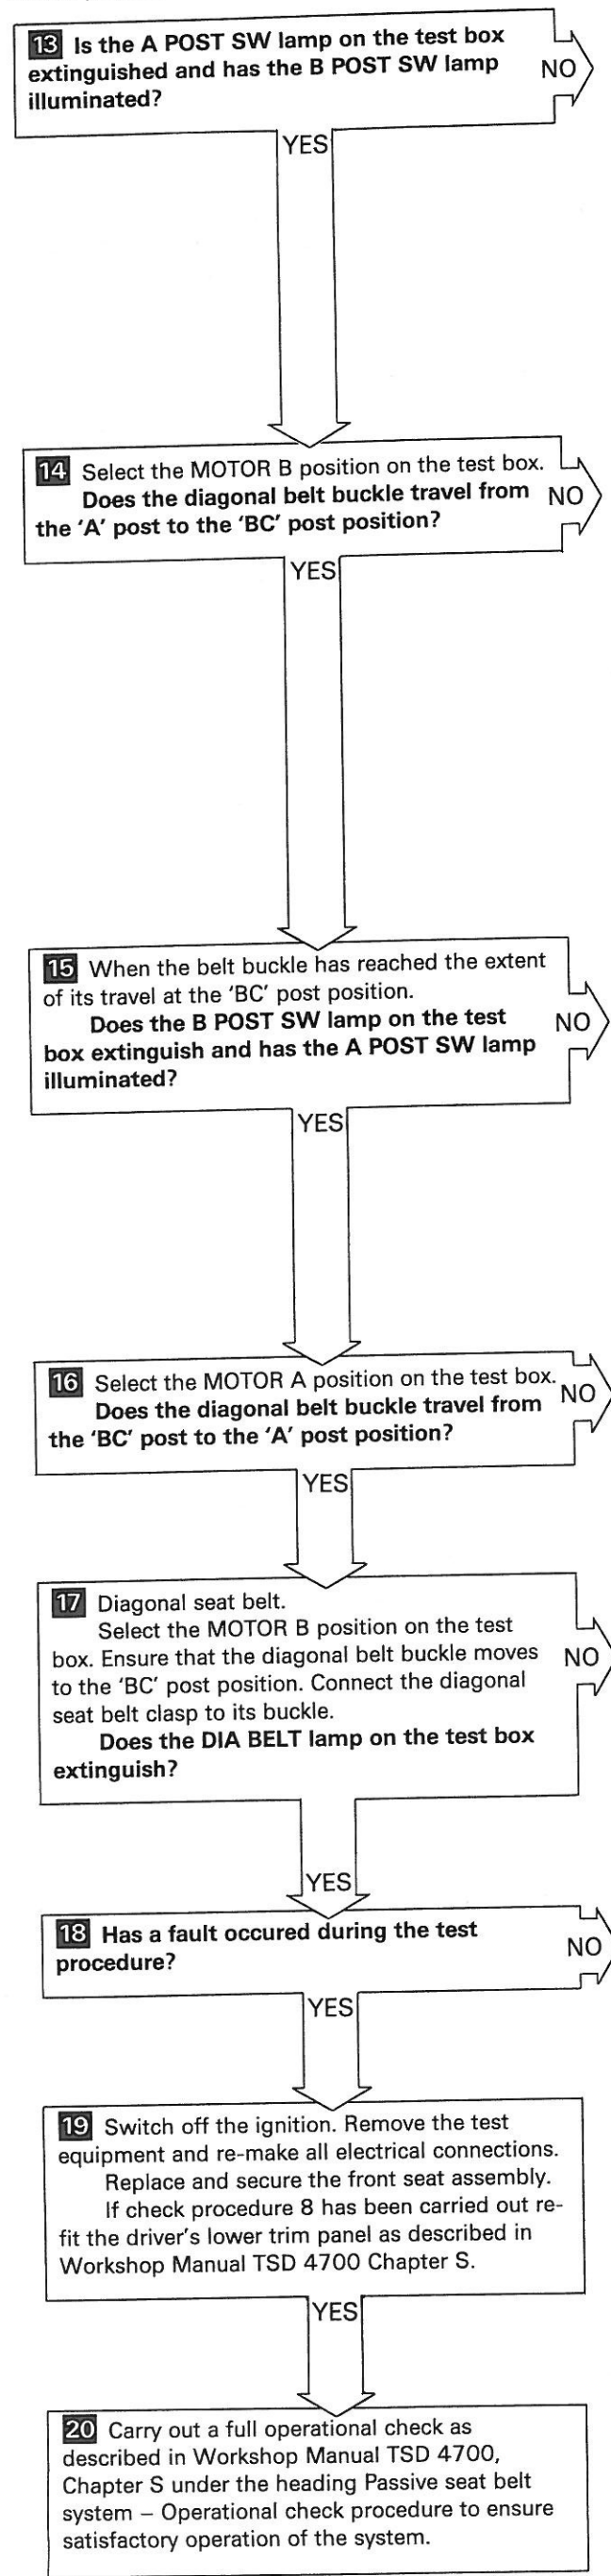 13 Is the A POST SW lamp on the test box
extinguished and has the B POST SW lamp
illuminated?
NO
YES
14 Select the MOTOR B position on the test box.
Does the diagonal belt buckle travel from
the ‘A’ post to the ‘BC’ post position?
NO
YES
15 When the belt buckle has reached the extent
of its travel at the ‘BC’ post position.
Does the B POST SW lamp on the test
box extinguish and has the A POST SW lamp
illuminated?
NO
YES
16 Select the MOTOR A position on the test box.
Does the diagonal belt buckle travel from
the ‘BC’ post to the ‘A’ post position?
NO
YES
17 Diagonal seat belt.
Select the MOTOR B position on the test
box. Ensure that the diagonal belt buckle moves
to the ‘BC’ post position. Connect the diagonal
seat belt clasp to its buckle.
Does the DIA BELT lamp on the test box
extinguish?
NO
YES
18 Has a fault occured during the test
procedure?
NO
YES
19 Switch off the ignition. Remove the test
equipment and re-make all electrical connections.
Replace and secure the front seat assembly.
If check procedure 8 has been carried out re-
fit the driver’s lower trim panel as described in
Workshop Manual TSD 4700 Chapter S.
YES
20 Carry out a full operational check as
described in Workshop Manual TSD 4700,
Chapter S under the heading Passive seat belt
system – Operational check procedure to ensure
satisfactory operation of the system.